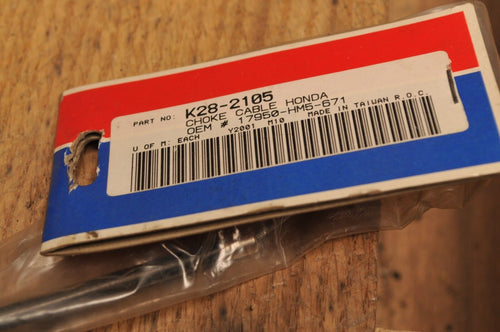 PART NO: K28-2105
CHOKE CABLE HONDA
OEM # 17950-HM5-671
U OF M: EACH Y2001 M10 MADE IN TAIWAN R.O.C.